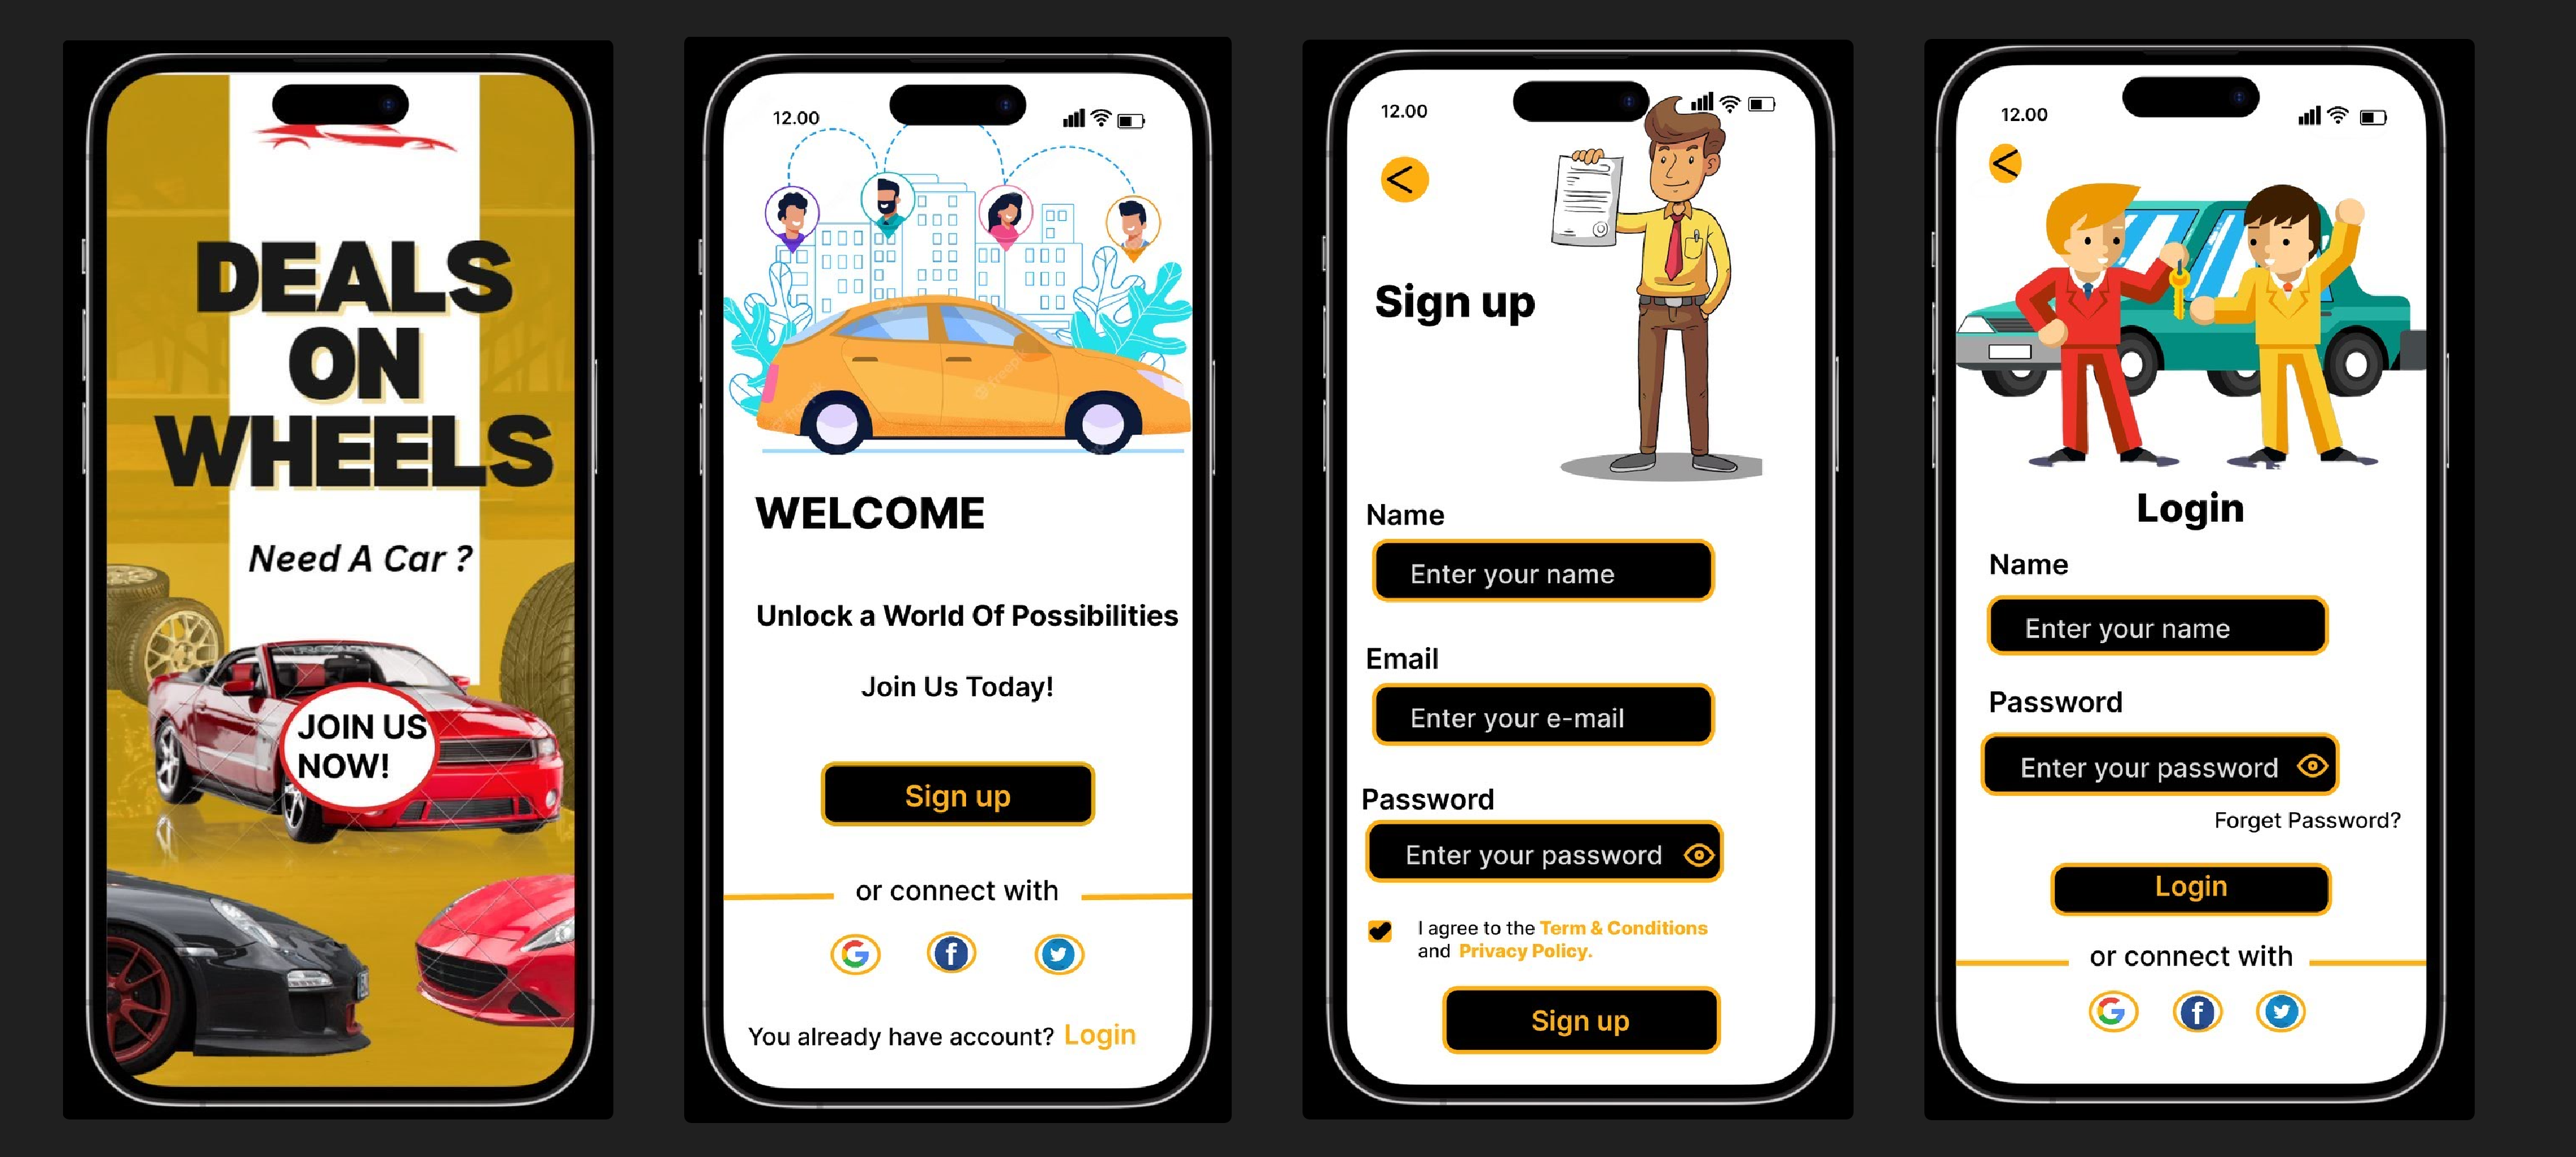 DEALS
ON
WHEELS
Need A Car ?
JOIN US
NOW!
12.00
WELCOME
Unlock a World Of Possibilities
Join Us Today!
Sign up
or connect with
You already have account? Login
12.00
Sign up
Name
Enter your name
Email
Enter your e-mail
Password
Enter your password
I agree to the Term & Conditions
and Privacy Policy.
Sign up
12.00
Login
Name
Enter your name
Password
Enter your password
Forget Password?
Login
or connect with